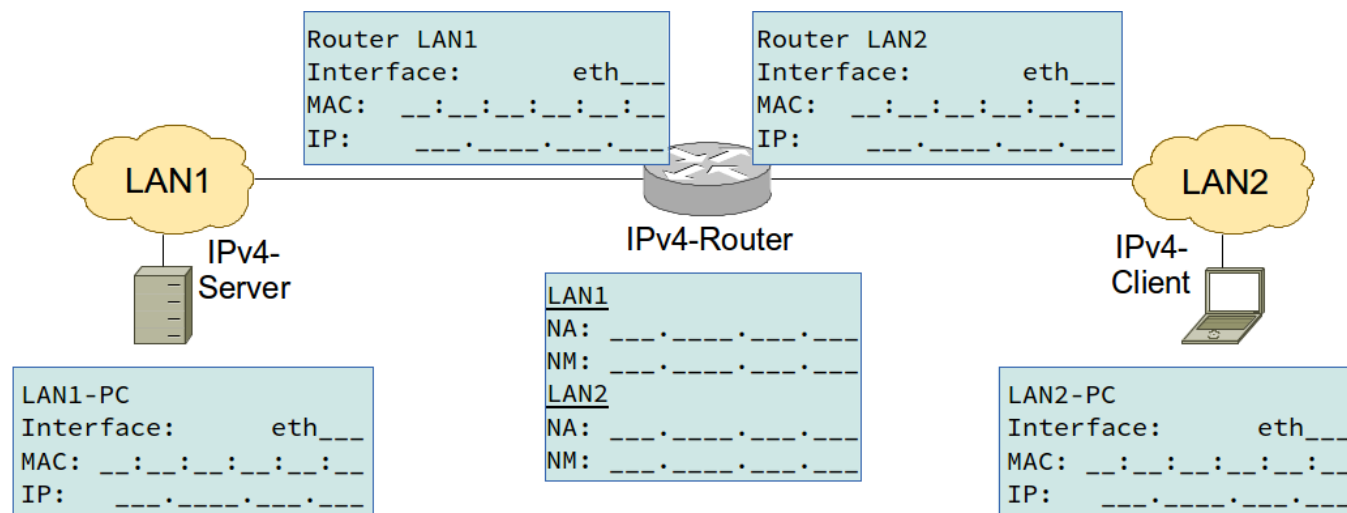 Router LAN1
Interface:       eth___
MAC:  __:__:__:__:__:__
IP:     ___.____.___.___
Router LAN2
Interface:       eth___
MAC:  __:__:__:__:__:__
IP:     ___.____.___.___
LAN1
LAN2
IPv4-Router
IPv4-
Server
IPv4-
Client
LAN1
NA: ___.____.___.___
NM: ___.____.___.___
LAN2
NA: ___.____.___.___
NM: ___.____.___.___
LAN1-PC
Interface:      eth___
MAC: __:__:__:__:__:__
IP:   ___.____.___.___
LAN2-PC
Interface:      eth___
MAC: __:__:__:__:__:__
IP:   ___.____.___.___